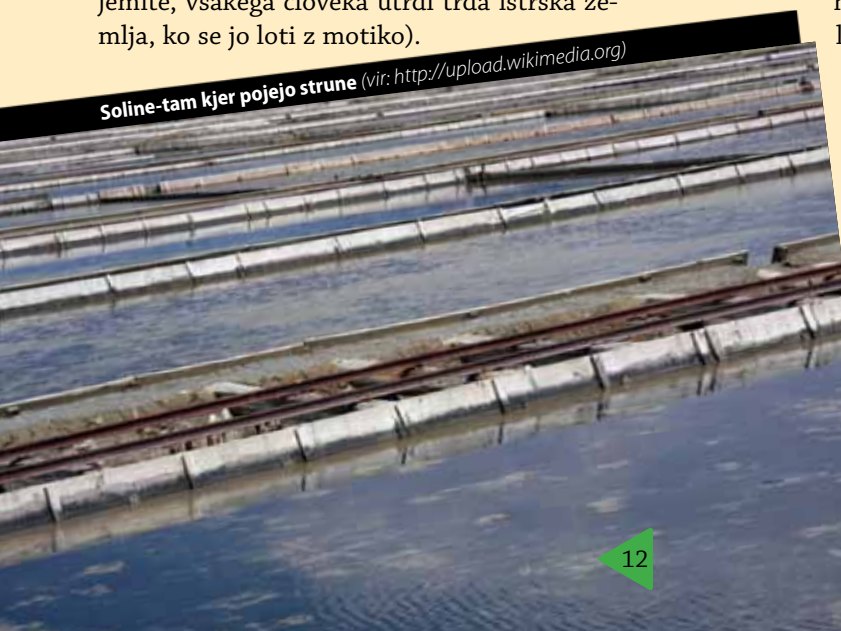 jemite, vsakega človeka utrdi trda istrska ze-
mlja, ko se jo loti z motiko).
Soline-tam kjer pojejo strune (vir: http://upload.wikimedia.org)
12